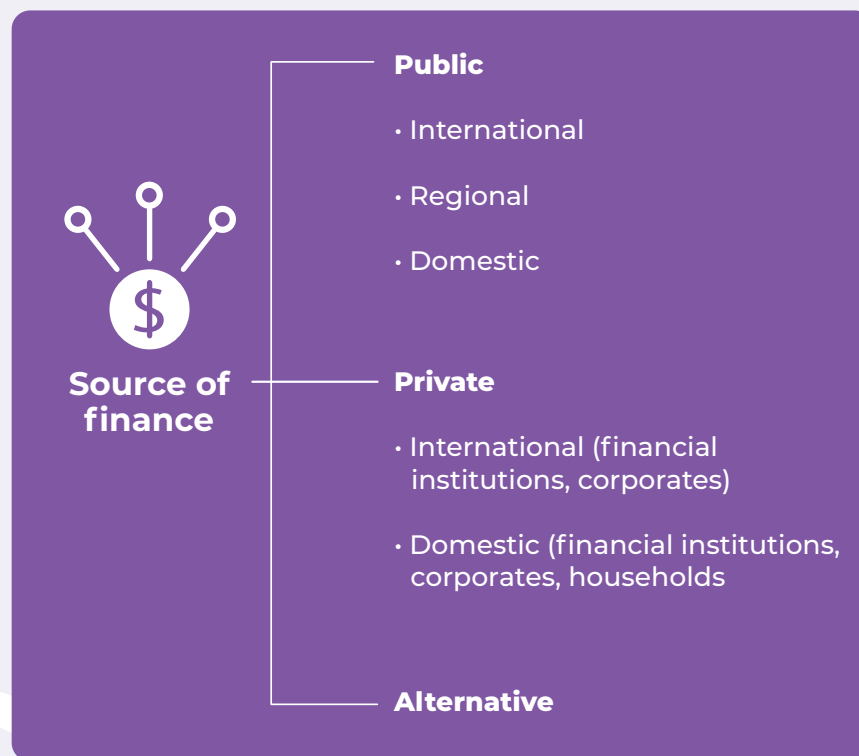 Public
• International
• Regional
• Domestic
$
Source of
finance
Private
• International (financial
institutions, corporates)
• Domestic (financial institutions,
corporates, households
Alternative